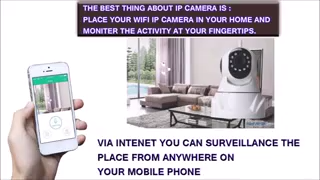 THE BEST THING ABOUT IP CAMERA IS :
PLACE YOUR WIFI IP CAMERA IN YOUR HOME AND
MONITER THE ACTIVITY AT YOUR FINGERTIPS.
VIA INTENET YOU CAN SURVEILLANCE THE
PLACE FROM ANYWHERE ON
YOUR MOBILE PHONE